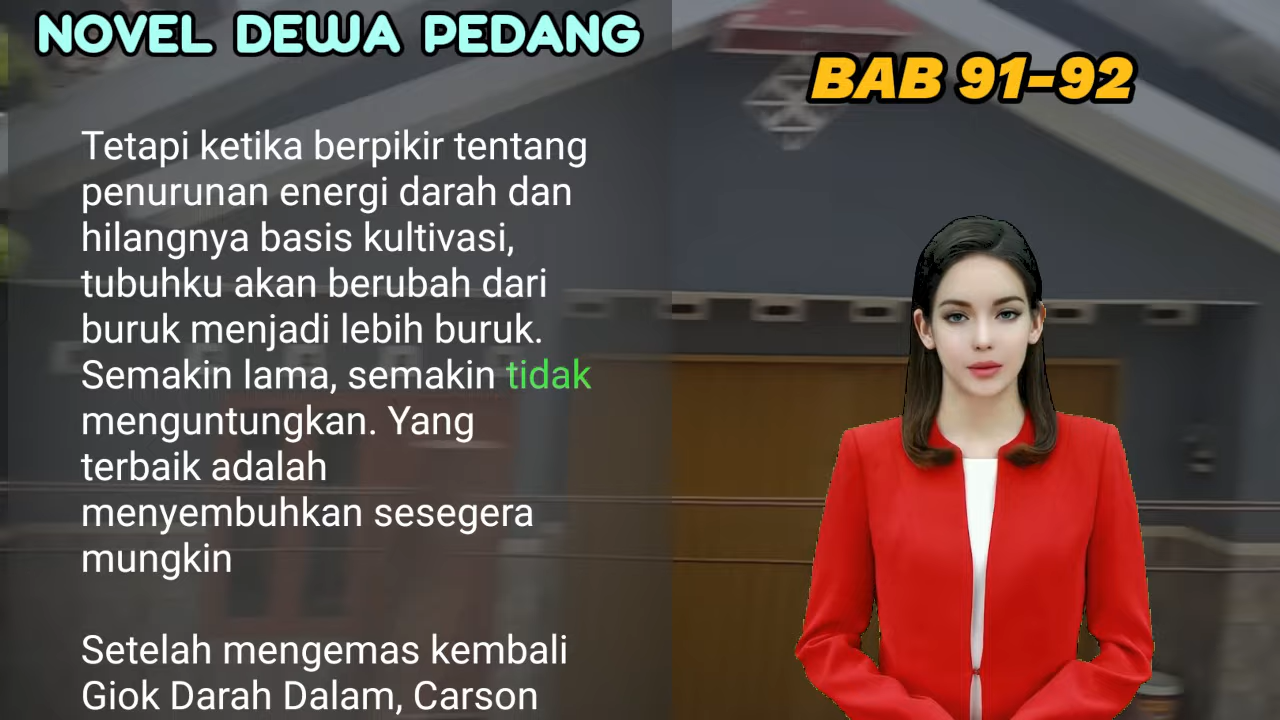 NOVEL DEWA PEDANG
BAB 91-92
Tetapi ketika berpikir tentang
penurunan energi darah dan
hilangnya basis kultivasi,
tubuhku akan berubah dari
buruk menjadi lebih buruk.
Semakin lama, semakin tidak
menguntungkan. Yang
terbaik adalah
menyembuhkan sesegera
mungkin
Setelah mengemas kembali
Giok Darah Dalam, Carson